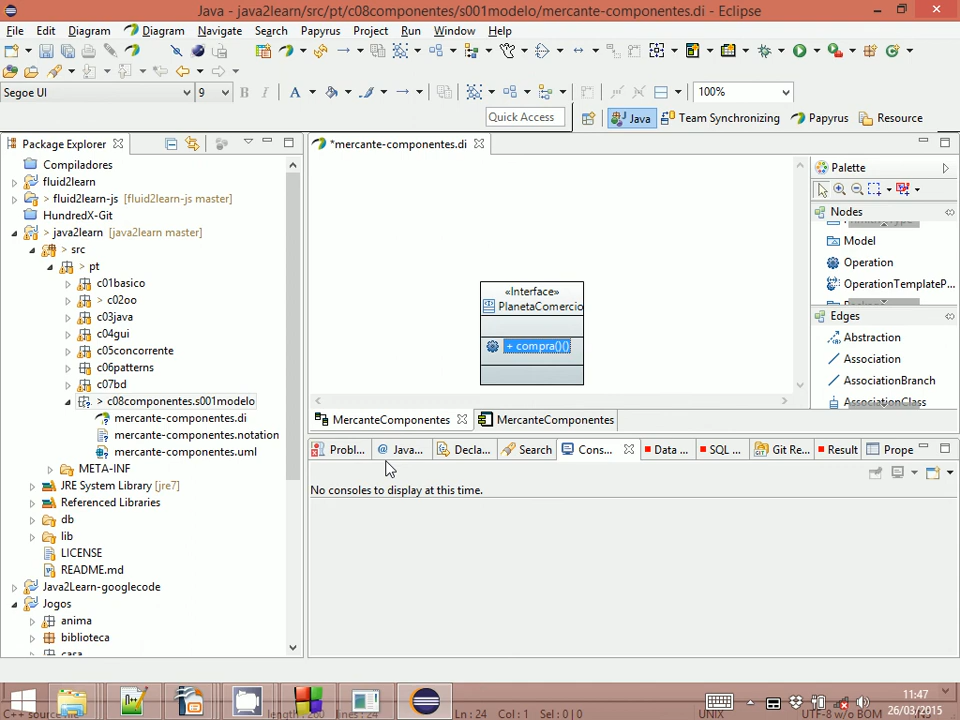 Java - java2learn/src/pt/c08componentes/s001modelo/mercante-componentes.di - Eclipse
File Edit Diagram Diagram Navigate Search Papyrus Project Run Window Help
Segoe UI 9 B I A 100%
Quick Access Java Team Synchronizing Papyrus Resource
Package Explorer
*mercante-componentes.di
Palette
Compiladores
fluid2learn
> fluid2learn-js [fluid2learn-js master]
HundredX-Git
> java2learn [java2learn master]
> src
> pt
c01basico
> c02oo
c03java
c04gui
c05concorrente
c06patterns
c07bd
> c08componentes.s001modelo
mercante-componentes.di
mercante-componentes.notation
mercante-componentes.uml
META-INF
JRE System Library [jre7]
Referenced Libraries
db
lib
LICENSE
README.md
Java2Learn-googlecode
Jogos
anima
biblioteca
«Interface»
PlanetaComercio
+ compra()()
Nodes
Model
Operation
OperationTemplateP...
Edges
Abstraction
Association
AssociationBranch
AssociationClass
MercanteComponentes MercanteComponentes
Probl... @ Java... Decla... Search Cons... Data ... SQL ... Git Re... Result Prope
No consoles to display at this time.
Ln : 24 Col : 1 Sel : 0 | 0 UNIX UTF-8 w/o BOM
11:47
26/03/2015